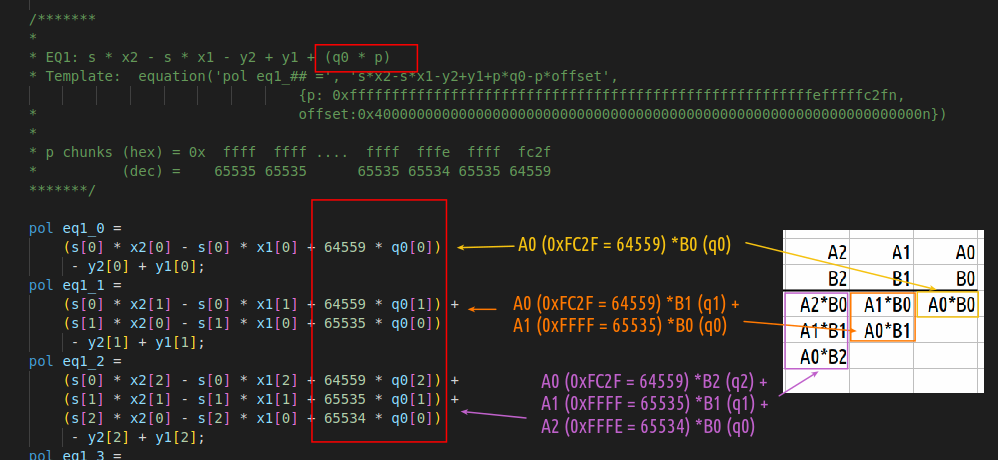 /*******
*
* EQ1: s * x2 - s * x1 - y2 + y1 + (q0 * p)
* Template:  equation('pol eq1_## =', 's*x2-s*x1-y2+y1+p*q0-p*offset',
{p: 0xfffffffffffffffffffffffffffffffffffffffffffffffffffffffefffffc2fn,
* offset:0x40000000000000000000000000000000000000000000000000000000000000000n})
*
* p chunks (hex) = 0x  ffff  ffff ....  ffff  fffe  ffff  fc2f
* (dec) =    65535 65535      65535 65534 65535 64559
*******/
pol eq1_0 =
(s[0] * x2[0] - s[0] * x1[0] + 64559 * q0[0])
- y2[0] + y1[0];
pol eq1_1 =
(s[0] * x2[1] - s[0] * x1[1] + 64559 * q0[1]) +
(s[1] * x2[0] - s[1] * x1[0] + 65535 * q0[0])
- y2[1] + y1[1];
pol eq1_2 =
(s[0] * x2[2] - s[0] * x1[2] + 64559 * q0[2]) +
(s[1] * x2[1] - s[1] * x1[1] + 65535 * q0[1]) +
(s[2] * x2[0] - s[2] * x1[0] + 65534 * q0[0])
- y2[2] + y1[2];
pol eq1_3 =
A0 (0xFC2F = 64559) *B0 (q0)
A0 (0xFC2F = 64559) *B1 (q1) +
A1 (0xFFFF = 65535) *B0 (q0)
A0 (0xFC2F = 64559) *B2 (q2) +
A1 (0xFFFF = 65535) *B1 (q1) +
A2 (0xFFFE = 65534) *B0 (q0)
A2 A1 A0
B2 B1 B0
A2*B0 A1*B0 A0*B0
A1*B1 A0*B1
A0*B2